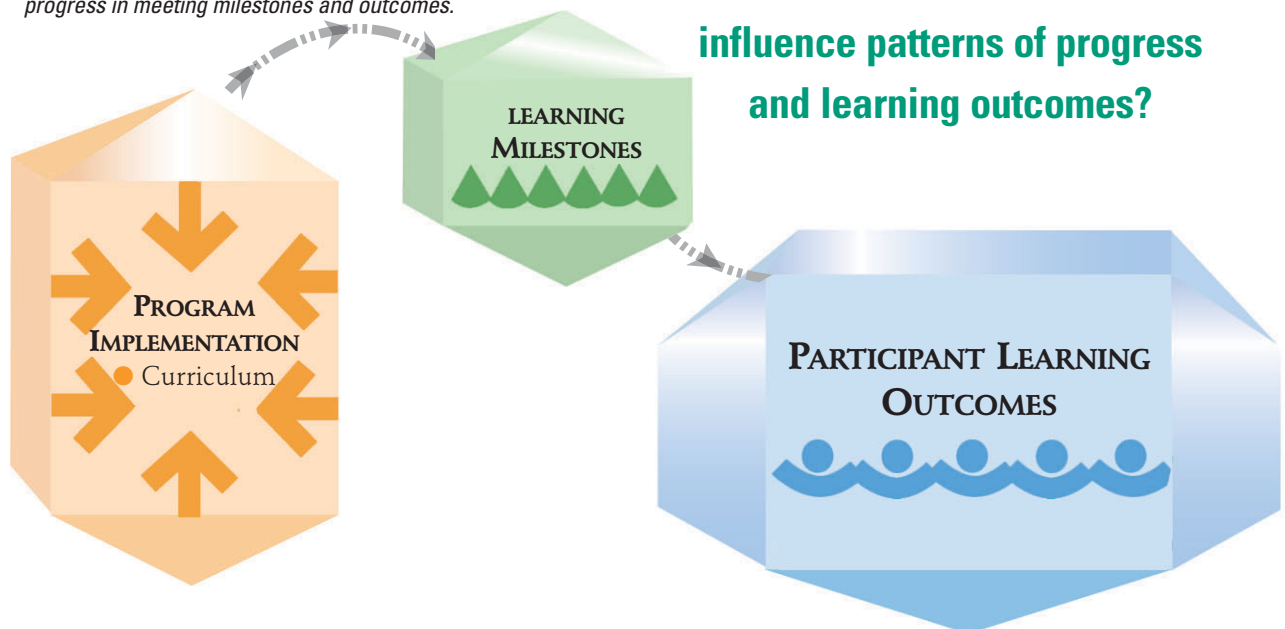 progress in meeting milestones and outcomes.
influence patterns of progress
and learning outcomes?
LEARNING
MILESTONES
PROGRAM
IMPLEMENTATION
● Curriculum
PARTICIPANT LEARNING
OUTCOMES